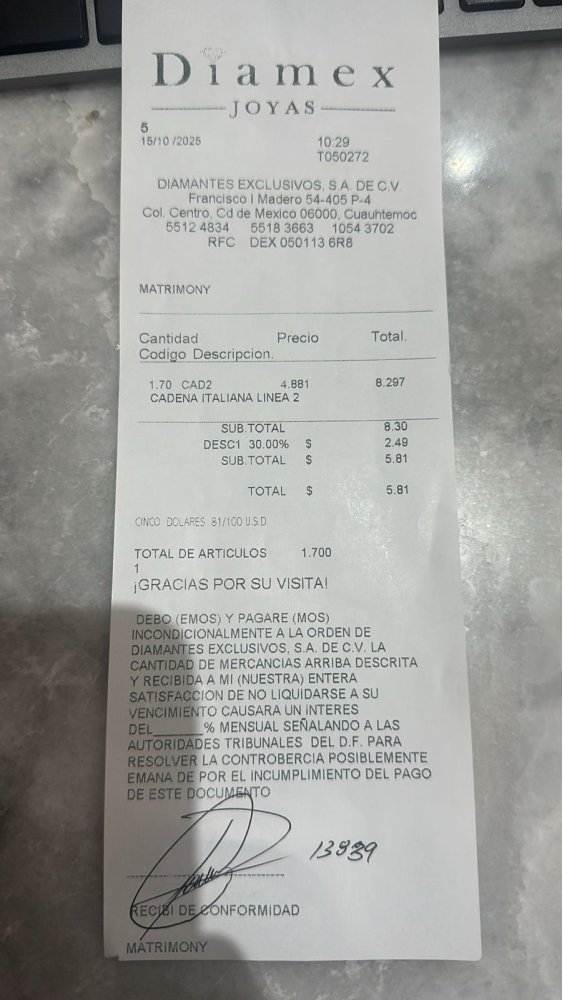 Diamex
JOYAS
5
15/10 /2025 10:29
T050272
DIAMANTES EXCLUSIVOS, S.A. DE C.V.
Francisco I Madero 54-405 P-4
Col. Centro, Cd de Mexico 06000, Cuauhtemoc
5512 4834 5518 3663 1054 3702
RFC DEX 050113 6R8
MATRIMONY
Cantidad Precio Total.
Codigo Descripcion.
1.70 CAD2 4.881 8.297
CADENA ITALIANA LINEA 2
SUB.TOTAL 8.30
DESC1 30.00% $ 2.49
SUB.TOTAL $ 5.81
TOTAL $ 5.81
CINCO DOLARES 81/100 U.S.D.
TOTAL DE ARTICULOS 1.700
1
¡GRACIAS POR SU VISITA!
DEBO (EMOS) Y PAGARE (MOS)
INCONDICIONALMENTE A LA ORDEN DE
DIAMANTES EXCLUSIVOS, S.A. DE C.V. LA
CANTIDAD DE MERCANCIAS ARRIBA DESCRITA
Y RECIBIDA A MI (NUESTRA) ENTERA
SATISFACCION DE NO LIQUIDARSE A SU
VENCIMIENTO CAUSARA UN INTERES
DEL______% MENSUAL SEÑALANDO A LAS
AUTORIDADES TRIBUNALES DEL D.F. PARA
RESOLVER LA CONTROBERCIA POSIBLEMENTE
EMANA DE POR EL INCUMPLIMIENTO DEL PAGO
DE ESTE DOCUMENTO
13939
RECIBI DE CONFORMIDAD
MATRIMONY